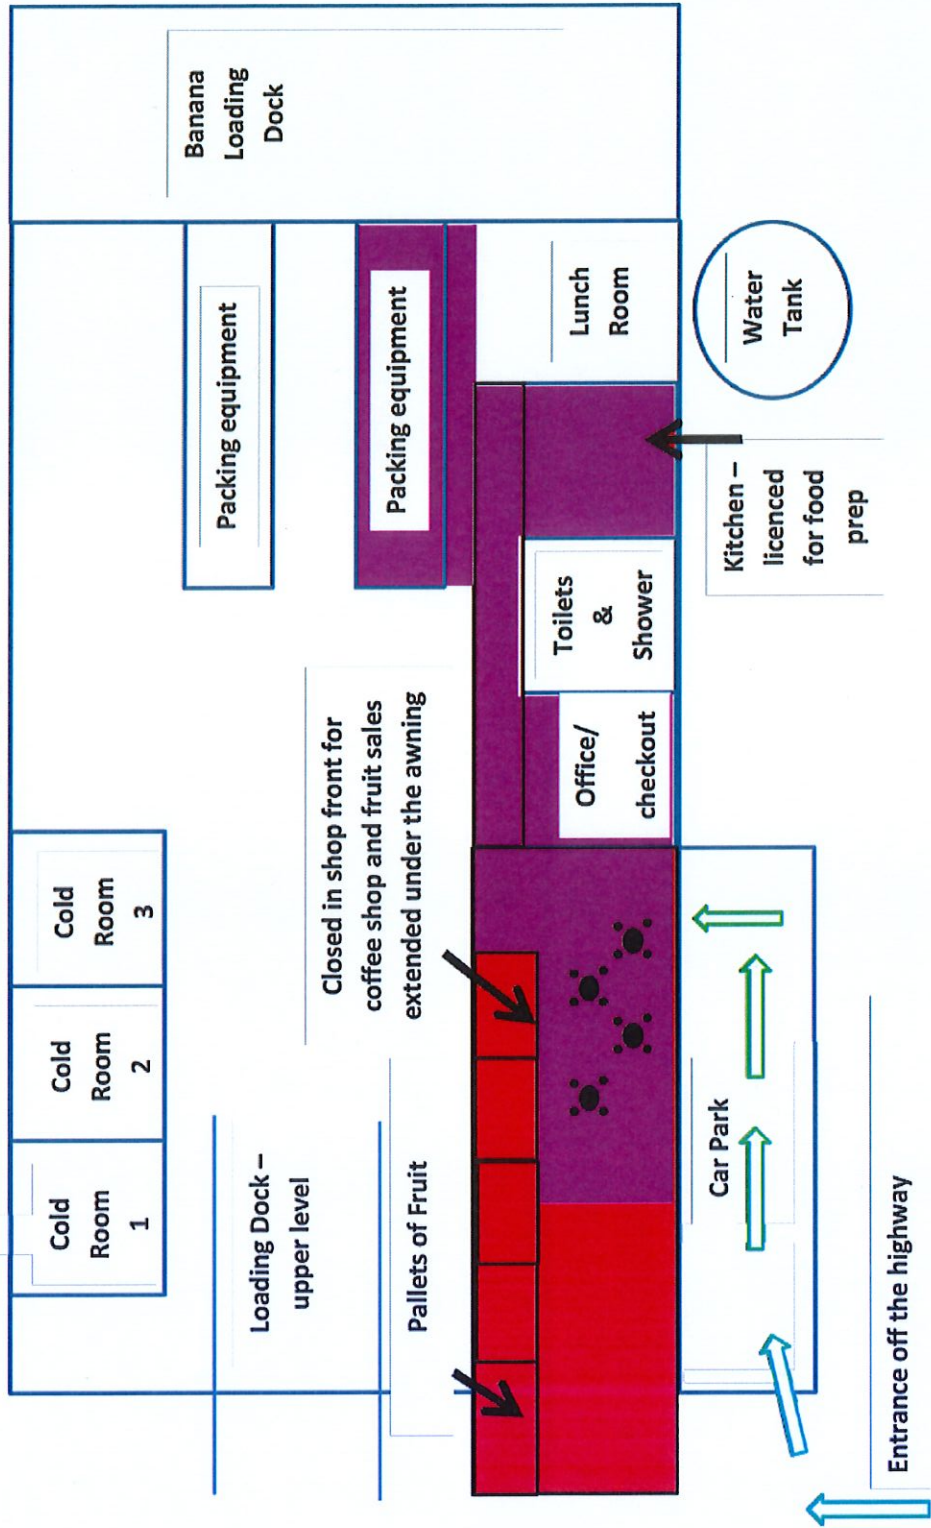 Cold
Room
1
Cold
Room
2
Cold
Room
3
Banana
Loading
Dock
Packing equipment
Loading Dock –
upper level
Packing equipment
Closed in shop front for
coffee shop and fruit sales
extended under the awning
Pallets of Fruit
Lunch
Room
Toilets
&
Shower
Office/
checkout
Water
Tank
Kitchen –
licenced
for food
prep
Car Park
Entrance off the highway